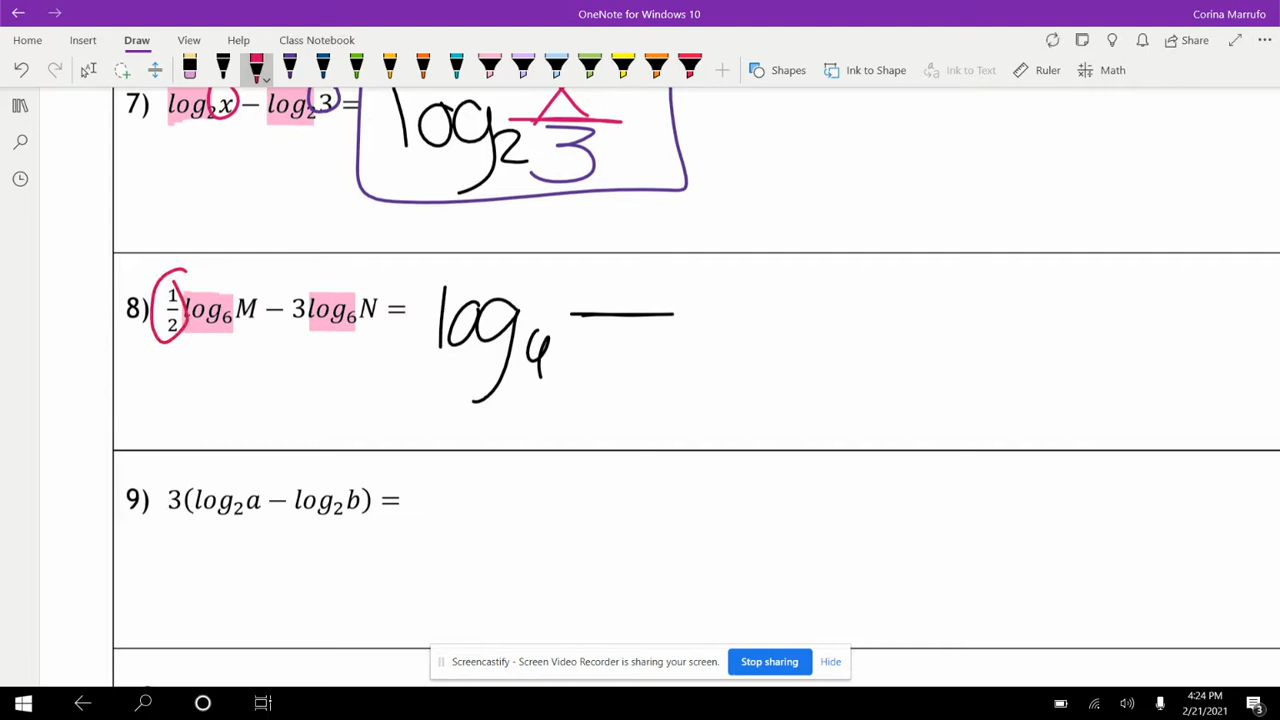 OneNote for Windows 10
Corina Marrufo
Home Insert Draw View Help Class Notebook
Share
Shapes Ink to Shape Ink to Text Ruler Math
7) log₂x − log₂3 = log₂ 3
8) ½log₆M − 3log₆N = log₆
9) 3(log₂a − log₂b) =
Screencastify - Screen Video Recorder is sharing your screen. Stop sharing Hide
4:24 PM
2/21/2021
3